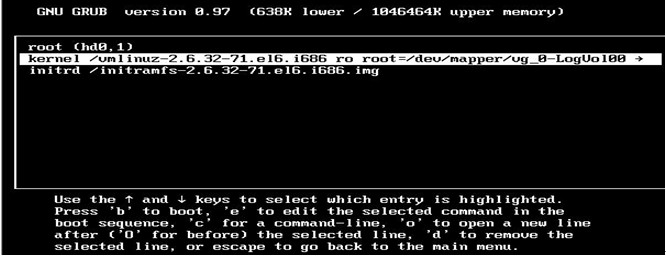 GNU GRUB version 0.97 (638K lower / 1046464K upper memory)
root (hd0,1)
kernel /vmlinuz-2.6.32-71.el6.i686 ro root=/dev/mapper/vg_0-LogVol00 →
initrd /initramfs-2.6.32-71.el6.i686.img
Use the ↑ and ↓ keys to select which entry is highlighted.
Press 'b' to boot, 'e' to edit the selected command in the
boot sequence, 'c' for a command-line, 'o' to open a new line
after ('O' for before) the selected line, 'd' to remove the
selected line, or escape to go back to the main menu.